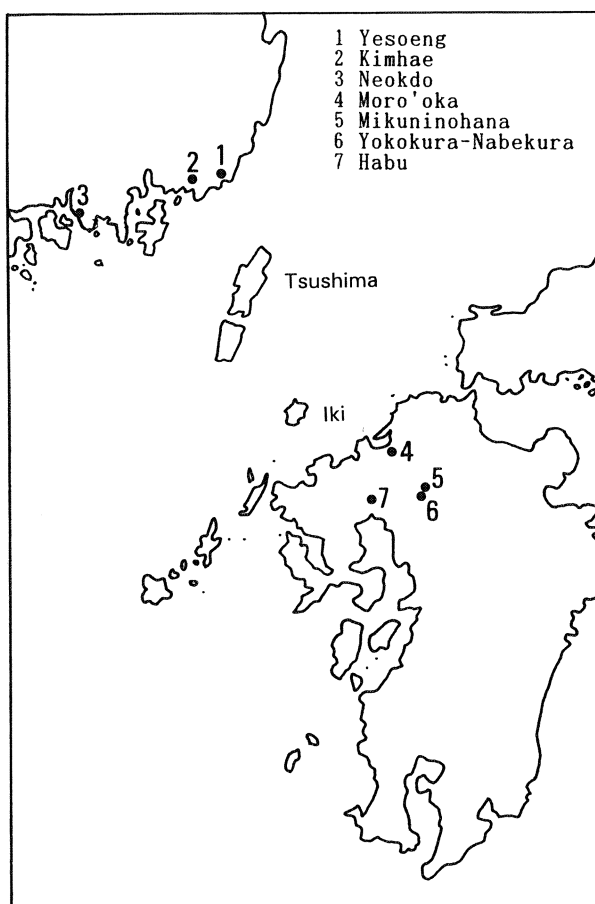 1 Yesoeng
2 Kimhae
3 Neokdo
4 Moro'oka
5 Mikuninohana
6 Yokokura-Nabekura
7 Habu
2 1
3
Tsushima
Iki
4
5
7 6